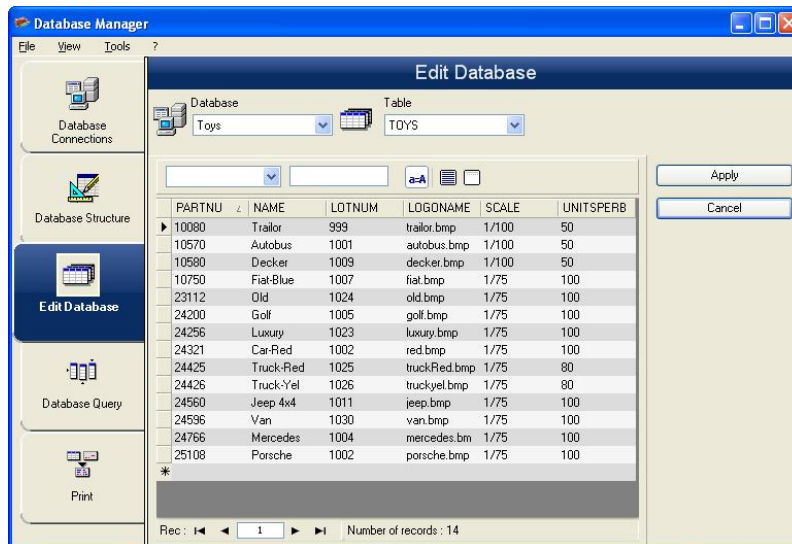 Database Manager
File View Tools ?
Edit Database
Database Connections
Database Structure
Edit Database
Database Query
Print
Database Table
Toys TOYS
a=A
Apply
Cancel
PARTNU NAME LOTNUM LOGONAME SCALE UNITSPERB
10080 Trailor 999 trailor.bmp 1/100 50
10570 Autobus 1001 autobus.bmp 1/100 50
10580 Decker 1009 decker.bmp 1/100 50
10750 Fiat-Blue 1007 fiat.bmp 1/75 100
23112 Old 1024 old.bmp 1/75 100
24200 Golf 1005 golf.bmp 1/75 100
24256 Luxury 1023 luxury.bmp 1/75 100
24321 Car-Red 1002 red.bmp 1/75 100
24425 Truck-Red 1025 truckRed.bmp 1/75 80
24426 Truck-Yel 1026 truckyel.bmp 1/75 80
24560 Jeep 4x4 1011 jeep.bmp 1/75 100
24596 Van 1030 van.bmp 1/75 100
24766 Mercedes 1004 mercedes.bm 1/75 100
25108 Porsche 1002 porsche.bmp 1/75 100
Rec : 1 Number of records : 14